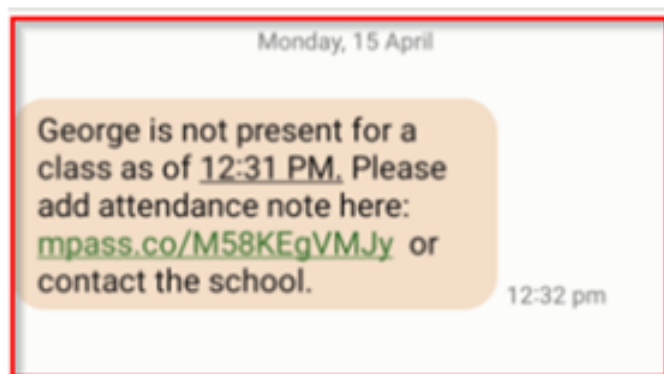 Monday, 15 April
George is not present for a
class as of 12:31 PM. Please
add attendance note here:
mpass.co/M58KEgVMJy or
contact the school.
12:32 pm